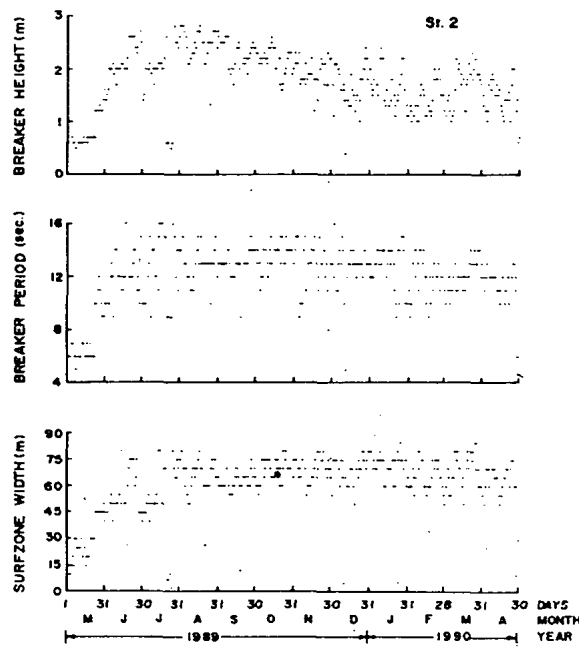 St. 2
BREAKER HEIGHT (m)
3
2
1
0
BREAKER PERIOD (sec.)
16
12
8
4
SURFZONE WIDTH (m)
90
75
60
45
30
15
0
1 31 30 31 31 30 31 30 31 31 28 31 30 DAYS
M J J A S O N D J F M A MONTH
1989 1990 YEAR